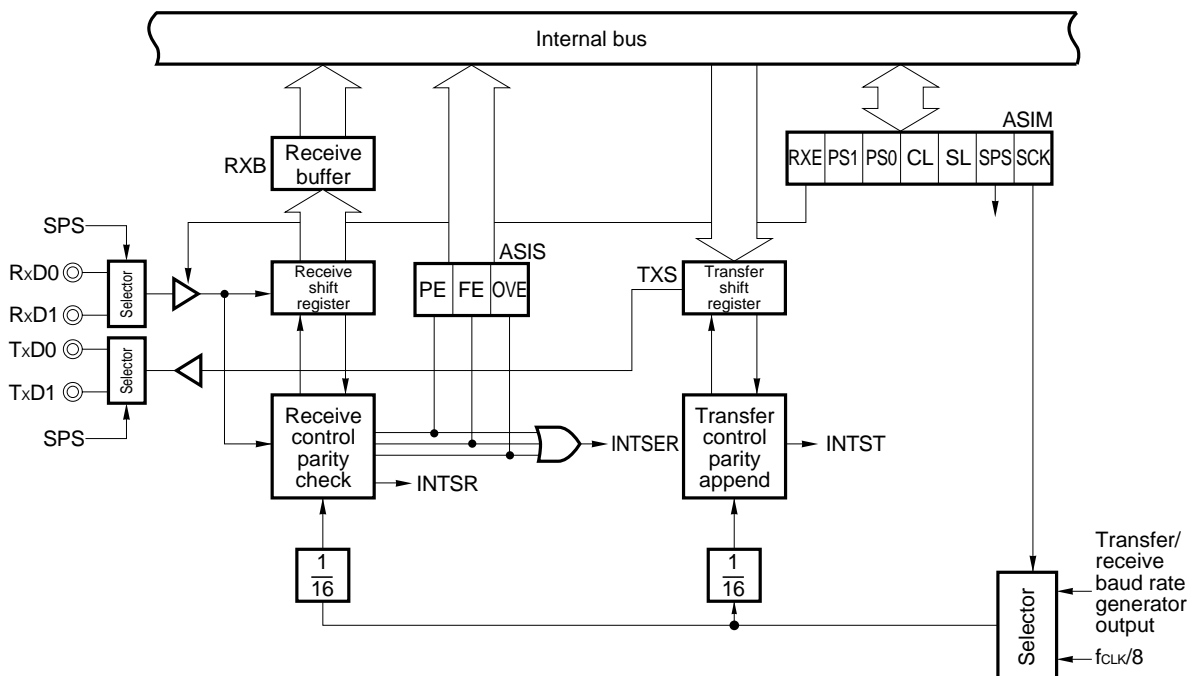 Internal bus
ASIM
RXE PS1 PS0 CL SL SPS SCK
RXB
Receive
buffer
SPS
RxD0
RxD1
Selector
Receive
shift
register
ASIS
PE FE OVE
TXS
Transfer
shift
register
TxD0
TxD1
Selector
SPS
Receive
control
parity
check
INTSER
INTSR
Transfer
control
parity
append
INTST
1
16
1
16
Selector
Transfer/
receive
baud rate
generator
output
fCLK/8